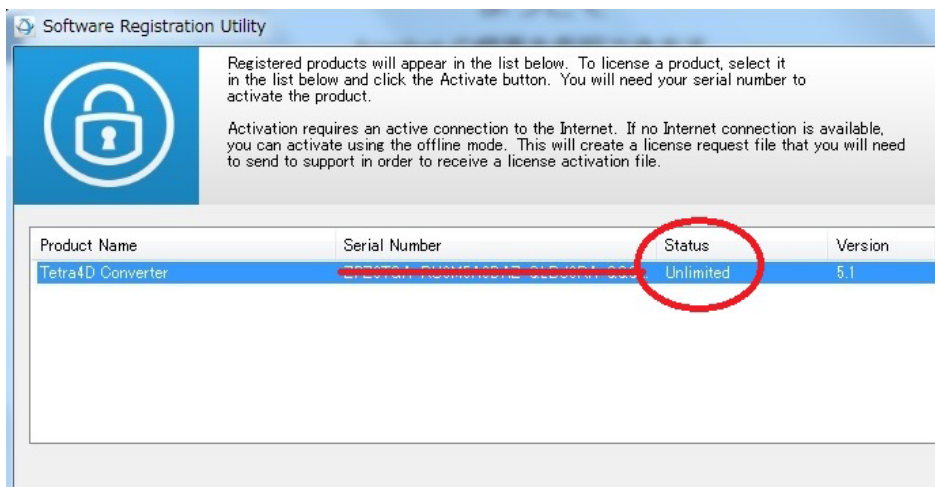 Software Registration Utility
Registered products will appear in the list below. To license a product, select it
in the list below and click the Activate button. You will need your serial number to
activate the product.
Activation requires an active connection to the Internet. If no Internet connection is available,
you can activate using the offline mode. This will create a license request file that you will need
to send to support in order to receive a license activation file.
Product Name Serial Number Status Version
Tetra4D Converter Unlimited 5.1